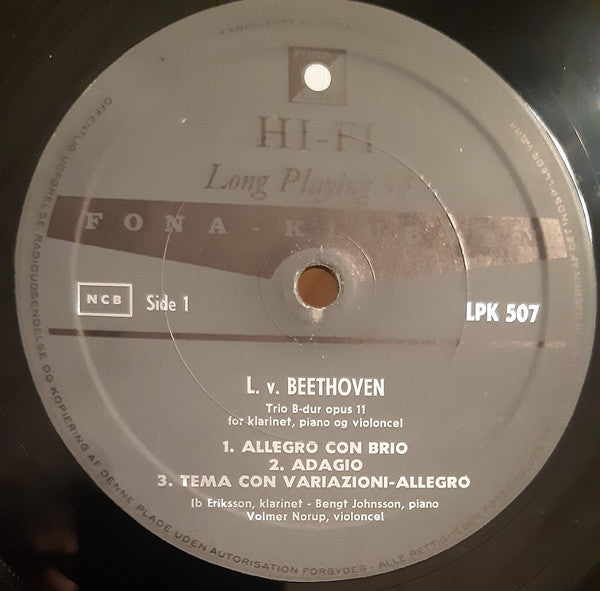 HI-FI
Long Playing 33
FONA - K
NCB
Side 1
LPK 507
L. v. BEETHOVEN
Trio B-dur opus 11
for klarinet, piano og violoncel
1. ALLEGRO CON BRIO
2. ADAGIO
3. TEMA CON VARIAZIONI-ALLEGRO
Ib Eriksson, klarinet - Bengt Johnsson, piano
Volmer Norup, violoncel
OFFENTLIG UDFØRELSE, RADIOUDSENDELSE OG KOPIERING AF DENNE PLADE UDEN AUTORISATION FORBYDES - ALLE RETTIGHEDER